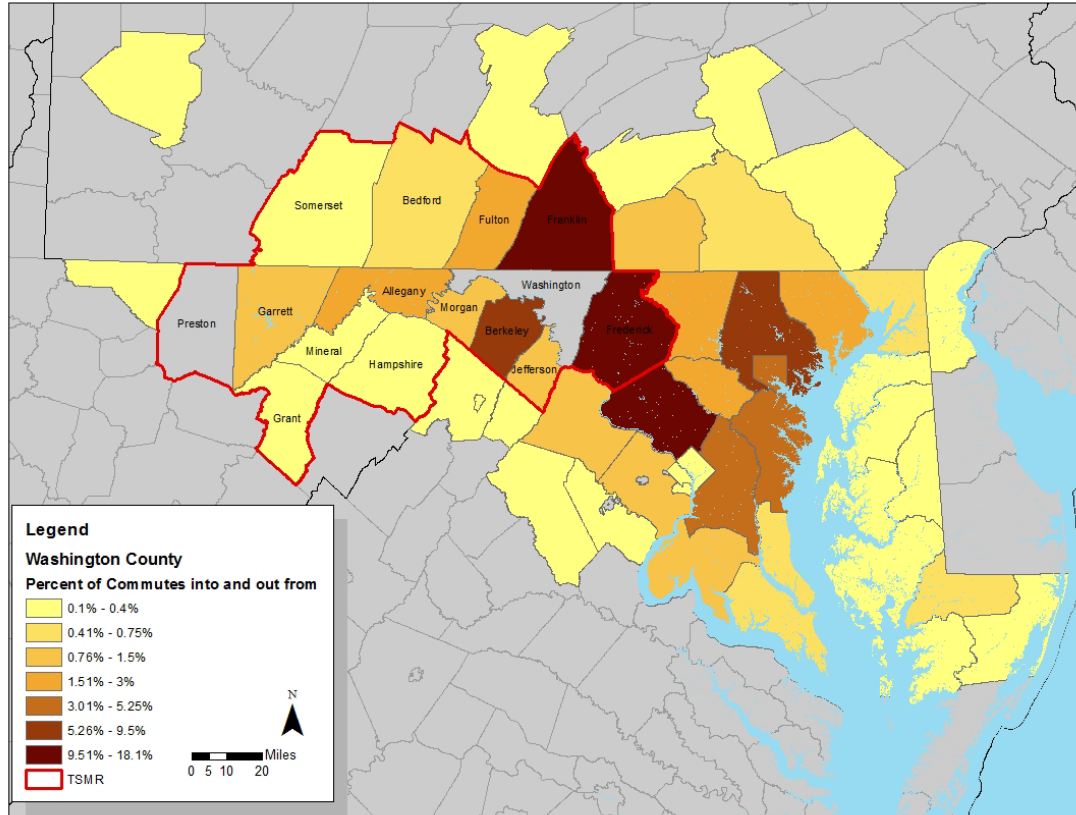 Somerset
Bedford
Fulton
Franklin
Preston
Garrett
Allegany
Morgan
Washington
Berkeley
Frederick
Mineral
Hampshire
Jefferson
Grant
Legend
Washington County
Percent of Commutes into and out from
0.1% - 0.4%
0.41% - 0.75%
0.76% - 1.5%
1.51% - 3%
3.01% - 5.25%
5.26% - 9.5%
9.51% - 18.1%
TSMR
N
Miles
0 5 10 20